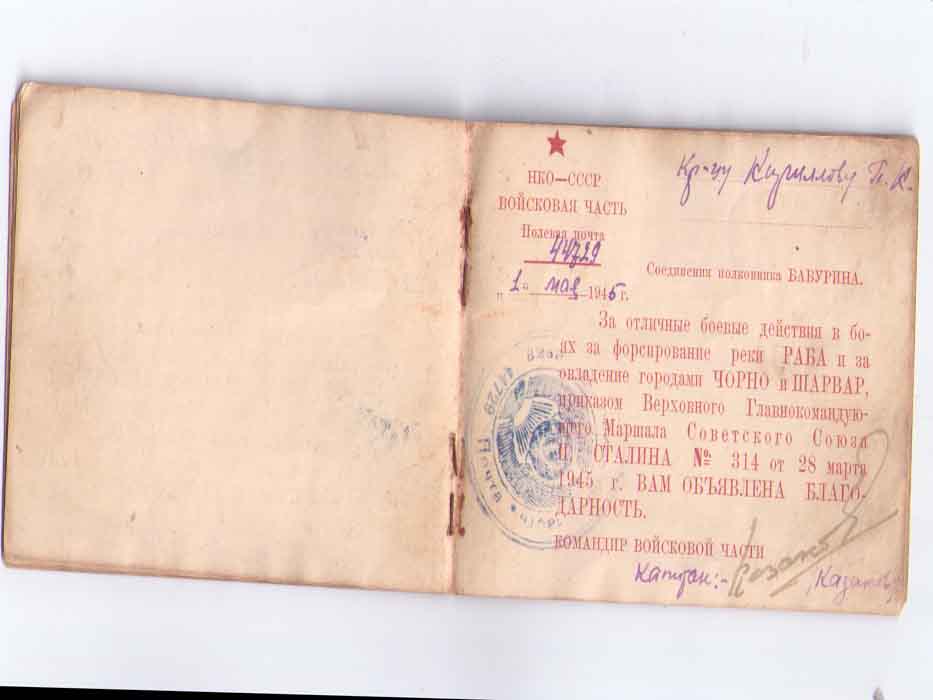 Кр-цу Кириллову П. К.
НКО—СССР
ВОЙСКОВАЯ ЧАСТЬ
Полевая почта
44729
„1“ мая 1945 г.
Соединения полковника БАБУРИНА.
За отличные боевые действия в бо-
ях за форсирование реки РАБА и за
овладение городами ЧОРНО и ШАРВАР,
приказом Верховного Главнокомандую-
щего Маршала Советского Союза
И. СТАЛИНА № 314 от 28 марта
1945 г. ВАМ ОБЪЯВЛЕНА БЛАГО-
ДАРНОСТЬ.
КОМАНДИР ВОЙСКОВОЙ ЧАСТИ
Капитан:-
Почта